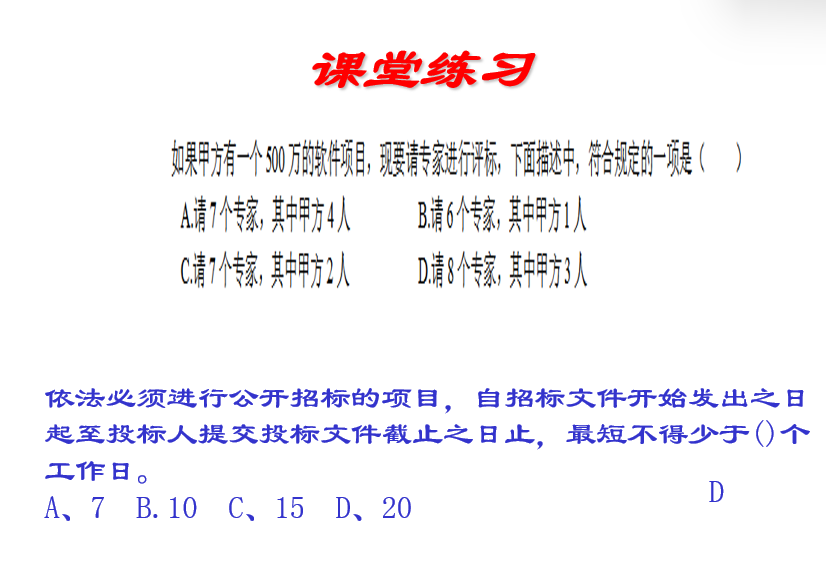 课堂练习
如果甲方有一个500万的软件项目，现要请专家进行评标，下面描述中，符合规定的一项是（　　）
A.请7个专家，其中甲方4人　　B.请6个专家，其中甲方1人
C.请7个专家，其中甲方2人　　D.请8个专家，其中甲方3人
依法必须进行公开招标的项目，自招标文件开始发出之日
起至投标人提交投标文件截止之日止，最短不得少于()个
工作日。
A、7　B.10　C、15　D、20
D